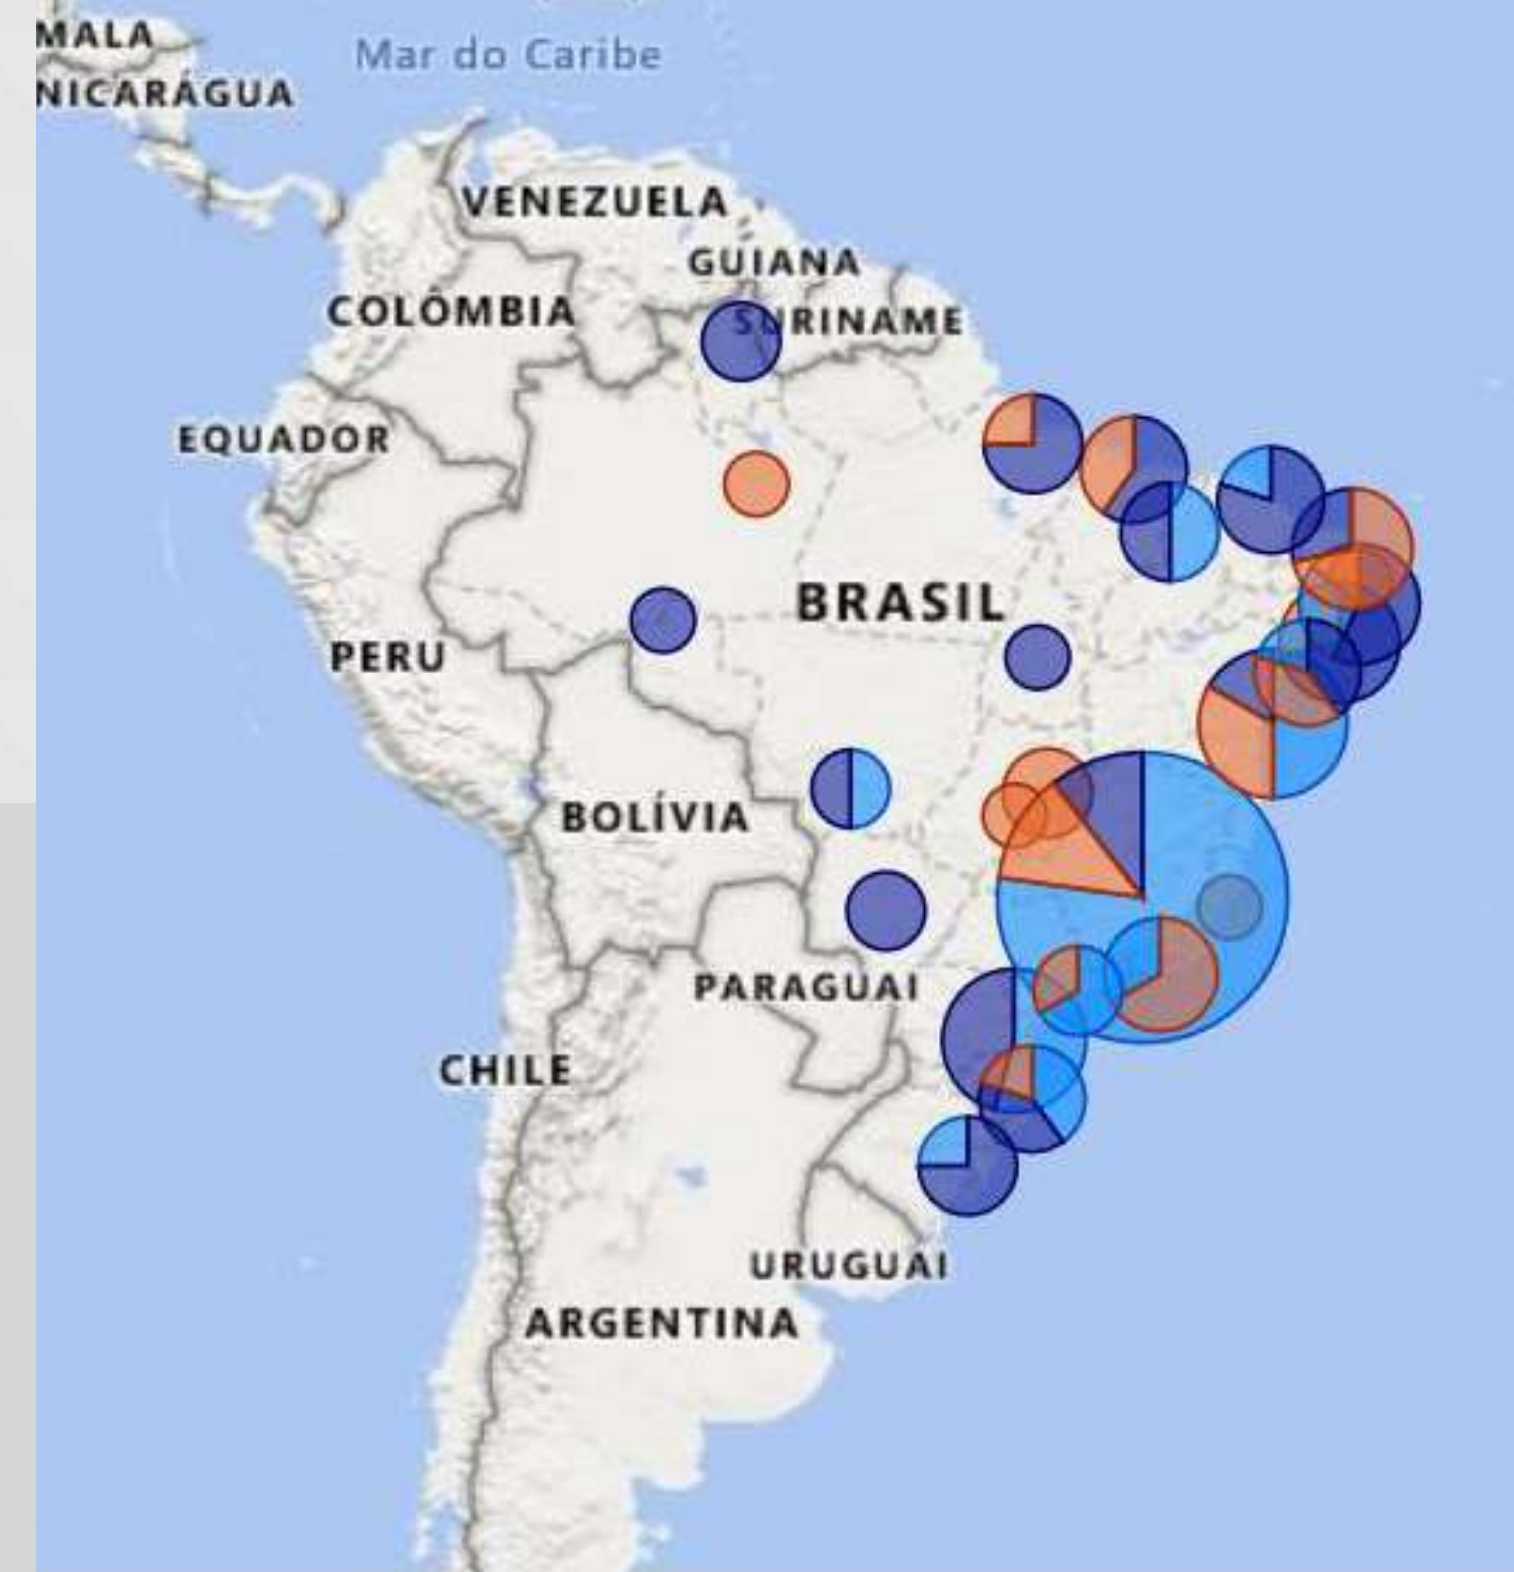 MALA
Mar do Caribe
NICARÁGUA
VENEZUELA
GUIANA
COLÔMBIA
SURINAME
EQUADOR
BRASIL
PERU
BOLÍVIA
PARAGUAI
CHILE
URUGUAI
ARGENTINA